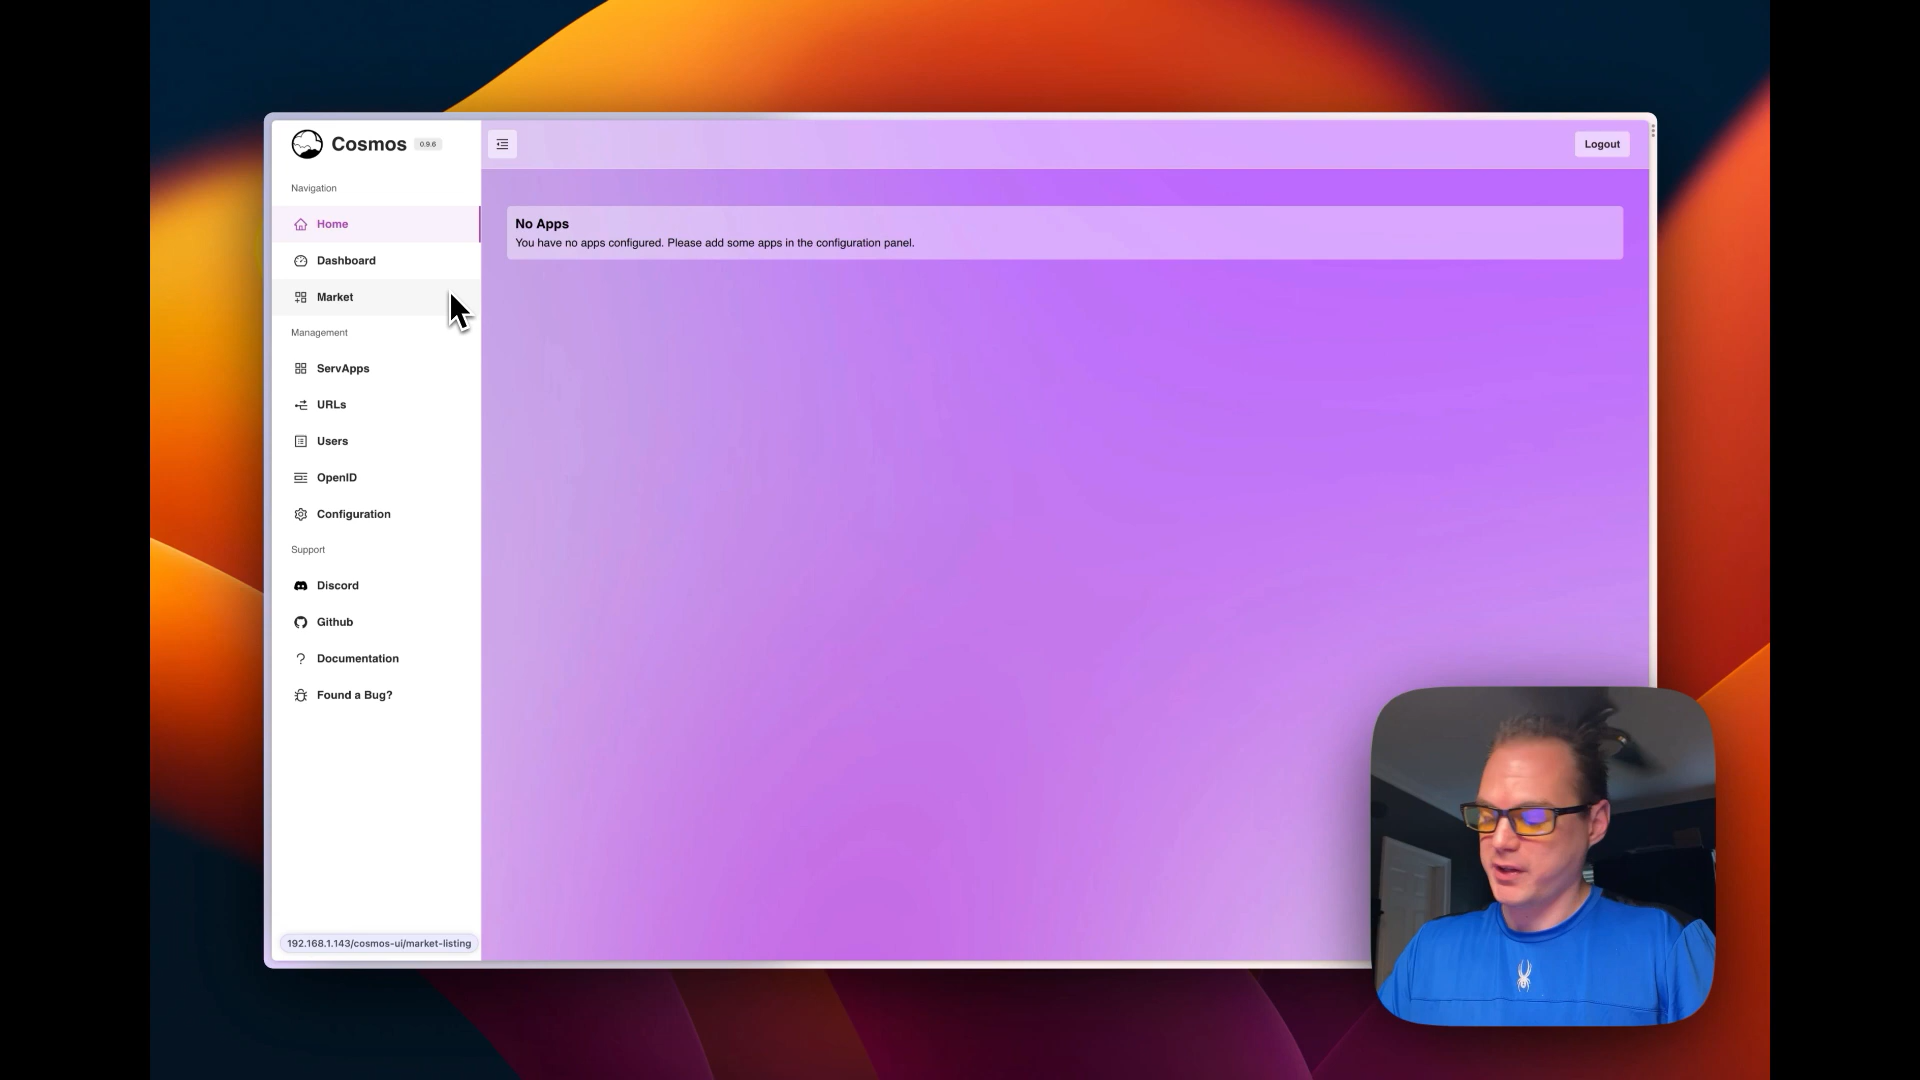 Cosmos 0.9.6
Logout
Navigation
Home
Dashboard
Market
Management
ServApps
URLs
Users
OpenID
Configuration
Support
Discord
Github
Documentation
Found a Bug?
No Apps
You have no apps configured. Please add some apps in the configuration panel.
192.168.1.143/cosmos-ui/market-listing